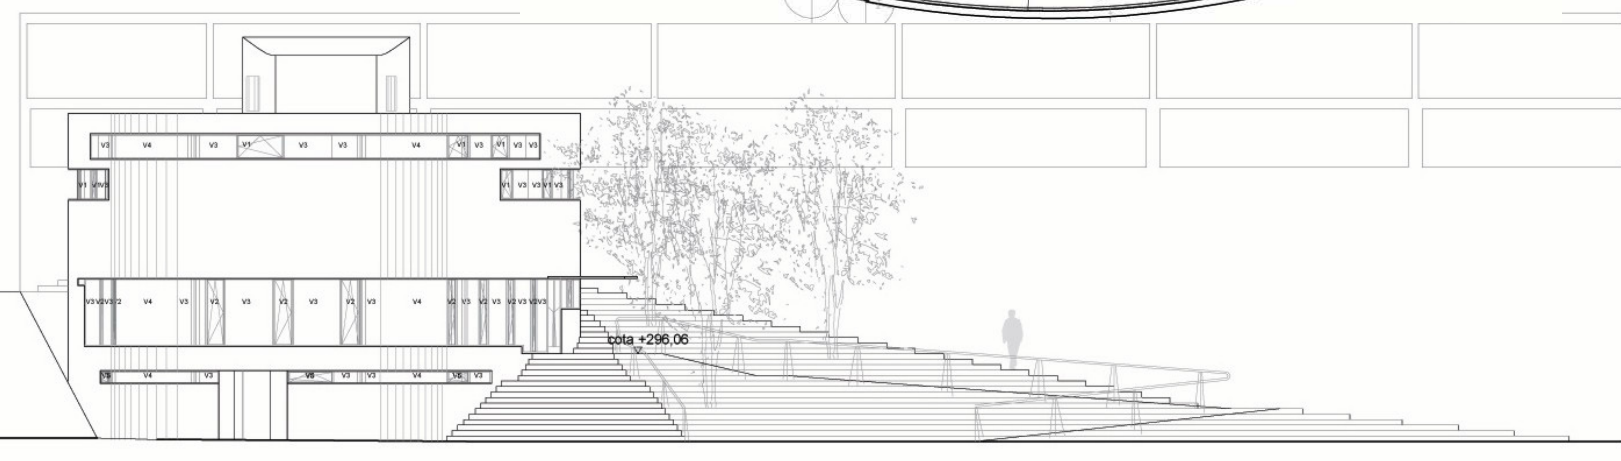 V3 V4 V3 V1 V3 V3 V4 V1 V3 V1 V3 V3
V1 V1 V3 V1 V3 V3 V1 V3
cota +296,06
V3 V2 V3 V2 V4 V3 V2 V3 V2 V3 V2 V3 V4 V2 V3 V2 V3 V2 V3 V2 V3
V4 V3 V3 V3 V4 V3